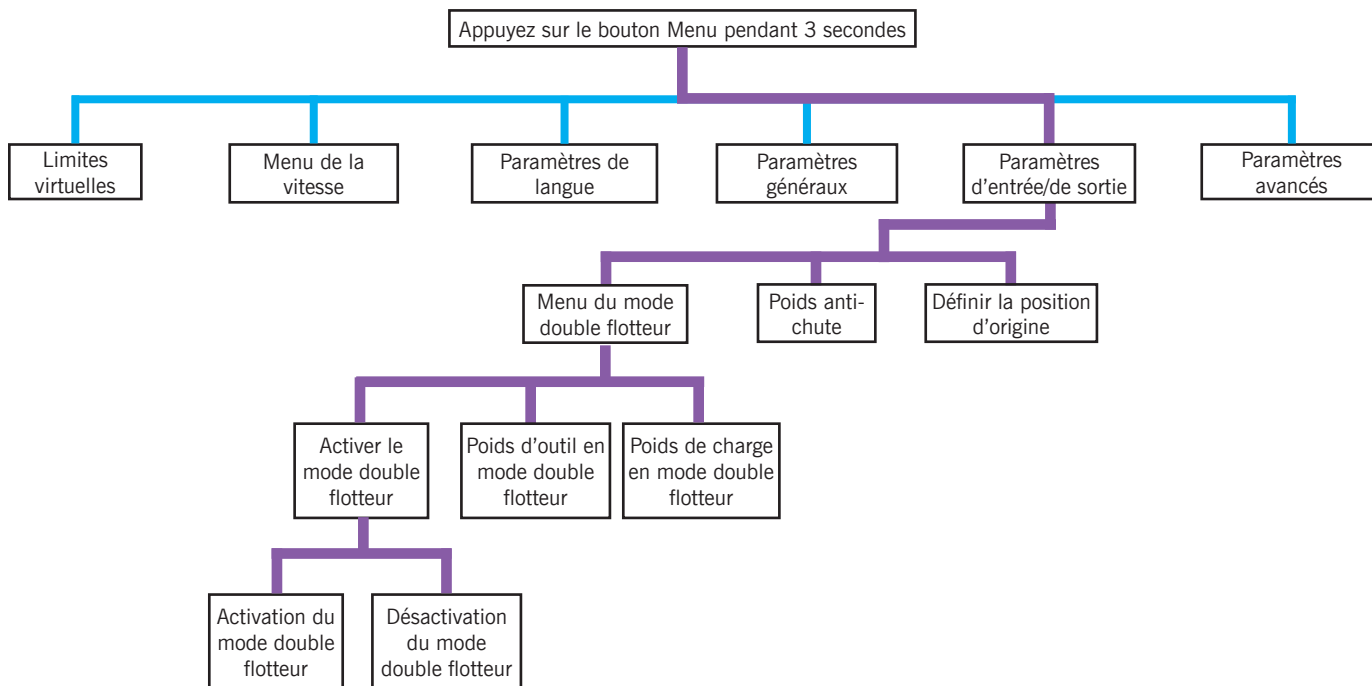 Appuyez sur le bouton Menu pendant 3 secondes
Limites
virtuelles
Menu de la
vitesse
Paramètres de
langue
Paramètres
généraux
Paramètres
d’entrée/de sortie
Paramètres
avancés
Menu du mode
double flotteur
Poids anti-
chute
Définir la position
d’origine
Activer le
mode double
flotteur
Poids d’outil en
mode double
flotteur
Poids de charge
en mode double
flotteur
Activation du
mode double
flotteur
Désactivation
du mode
double flotteur